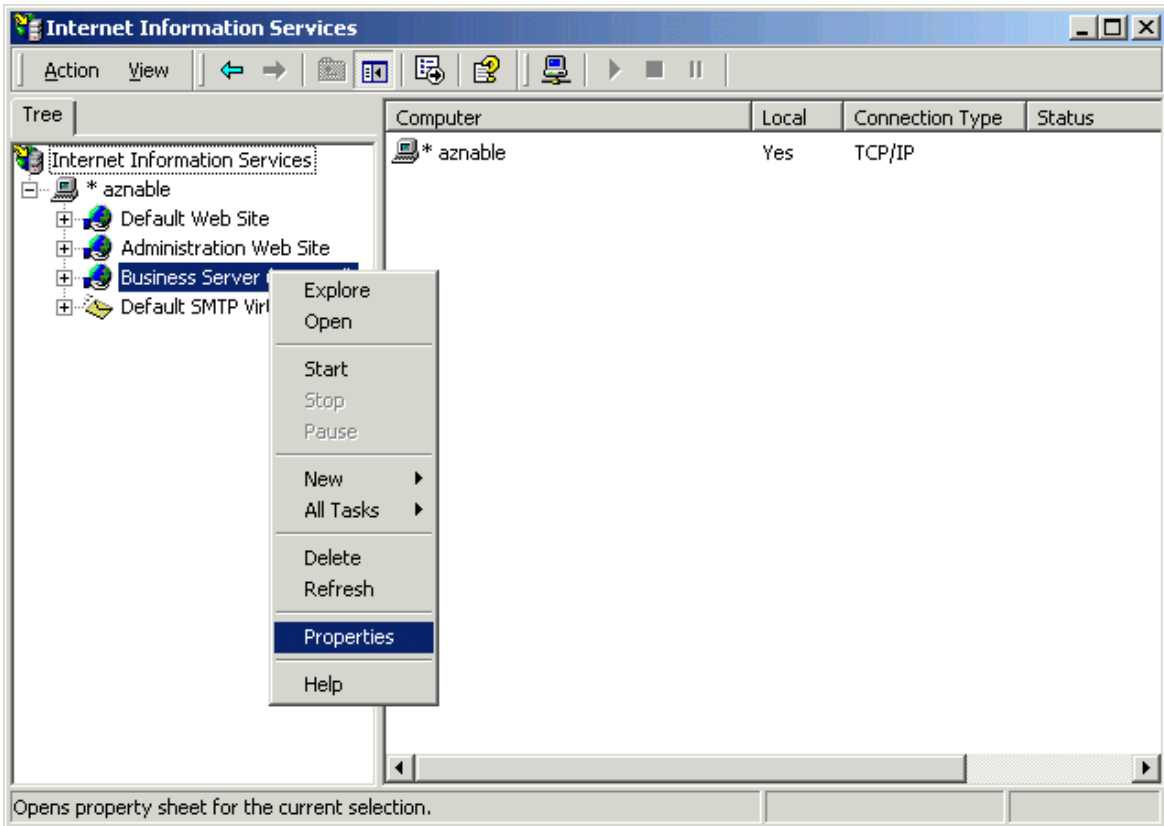 Internet Information Services
Action View
Tree
Computer Local Connection Type Status
Internet Information Services
* aznable
Default Web Site
Administration Web Site
Business Server
Default SMTP
* aznable Yes TCP/IP
Explore
Open
Start
Stop
Pause
New
All Tasks
Delete
Refresh
Properties
Help
Opens property sheet for the current selection.